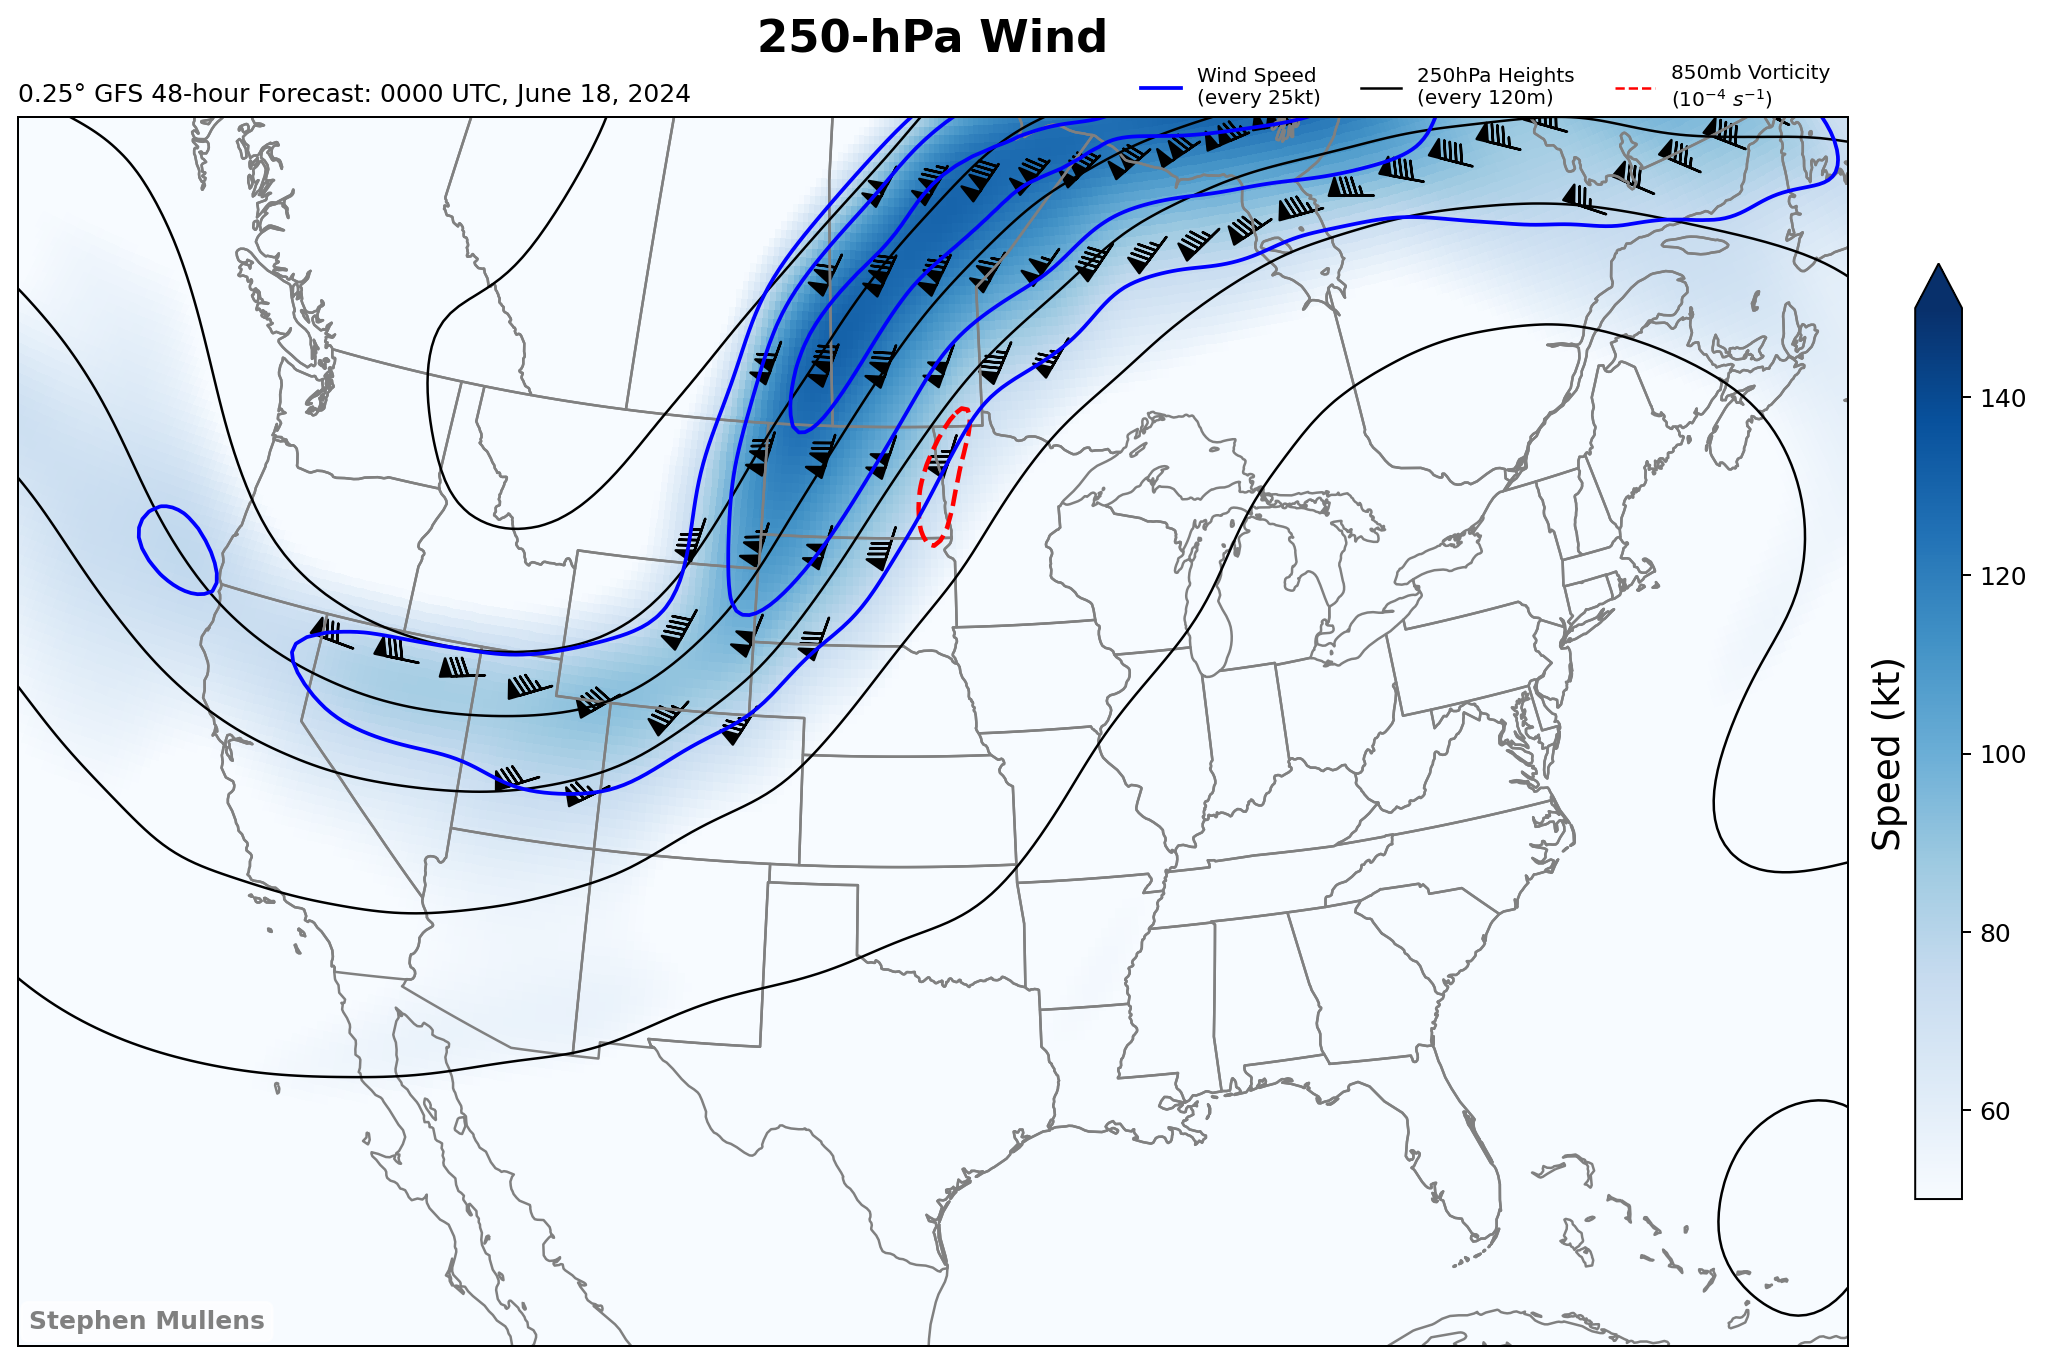 250-hPa Wind
0.25° GFS 48-hour Forecast: 0000 UTC, June 18, 2024
Wind Speed
(every 25kt)
250hPa Heights
(every 120m)
850mb Vorticity
(10⁻⁴ s⁻¹)
140
120
100
80
60
Speed (kt)
Stephen Mullens